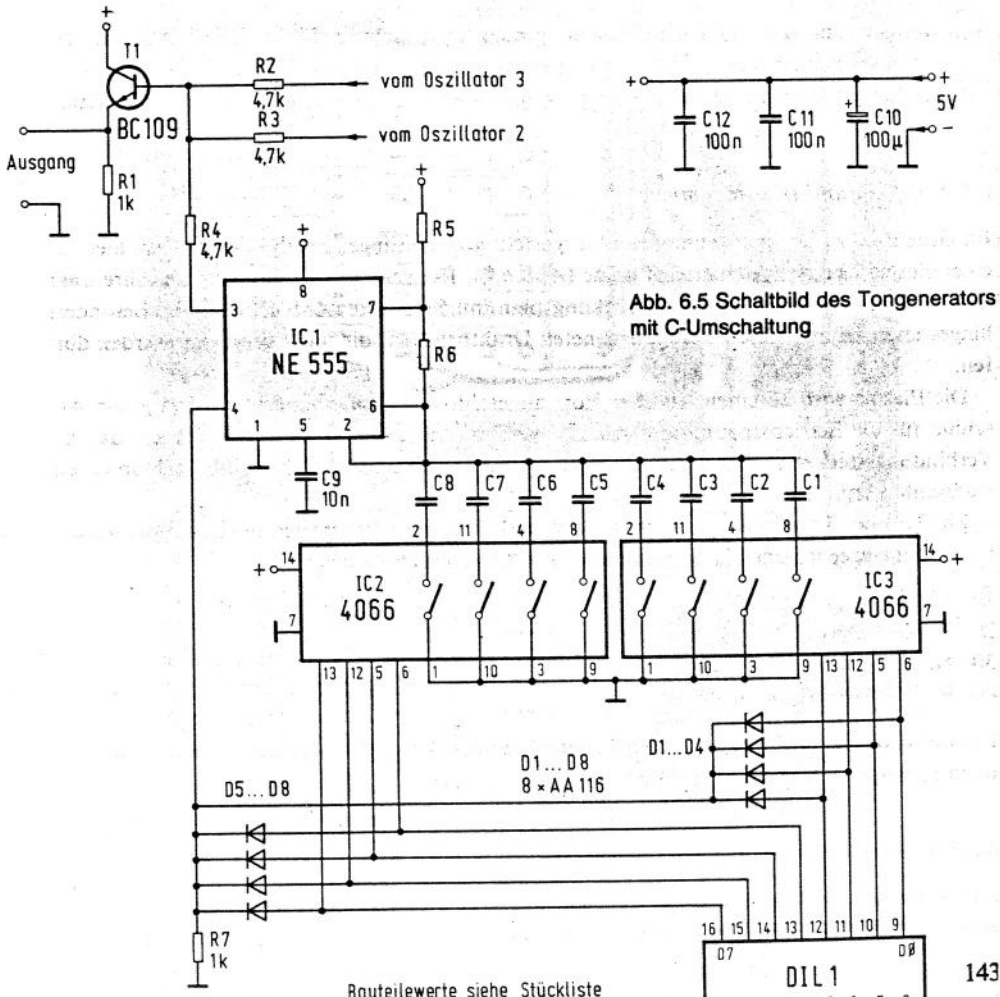 +
T1
BC109
R2
4,7k
vom Oszillator 3
R3
4,7k
vom Oszillator 2
Ausgang
R1
1k
R4
4,7k
+
+
+
5V
-
C12
100n
C11
100n
+
C10
100µ
R5
R6
+
8
3
7
IC1
NE 555
4
6
1
5
2
C9
10n
Abb. 6.5 Schaltbild des Tongenerators
mit C-Umschaltung
C8
C7
C6
C5
C4
C3
C2
C1
2
11
4
8
2
11
4
8
+
14
IC2
4066
7
IC3
4066
14
+
7
13
12
5
6
1
10
3
9
1
10
3
9
13
12
5
6
D1...D4
D1...D8
8 × AA 116
D5...D8
R7
1k
16
15
14
13
12
11
10
9
D7
D0
DIL 1
143
Bauteilewerte siehe Stückliste